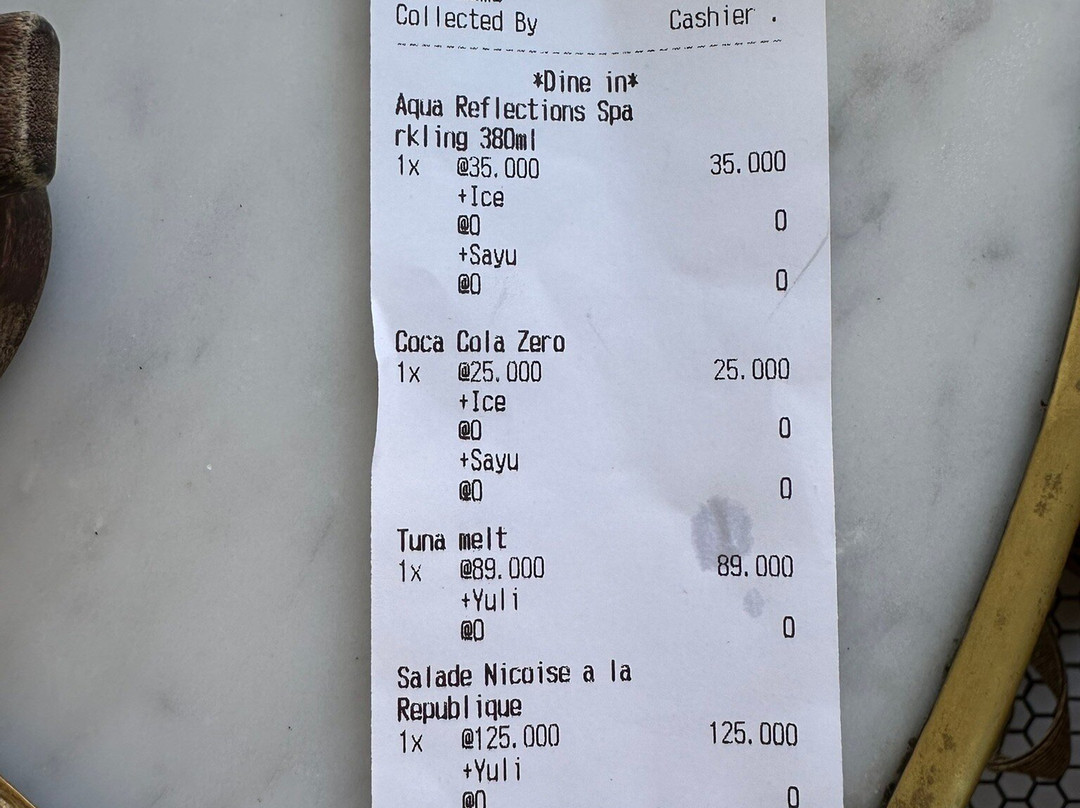 Collected By Cashier .
*Dine in*
Aqua Reflections Spa
rkling 380ml
1x @35.000 35.000
+Ice
@0 0
+Sayu
@0 0
Coca Cola Zero
1x @25.000 25.000
+Ice
@0 0
+Sayu
@0 0
Tuna melt
1x @89.000 89.000
+Yuli
@0 0
Salade Nicoise a la
Republique
1x @125.000 125.000
+Yuli
@0 0